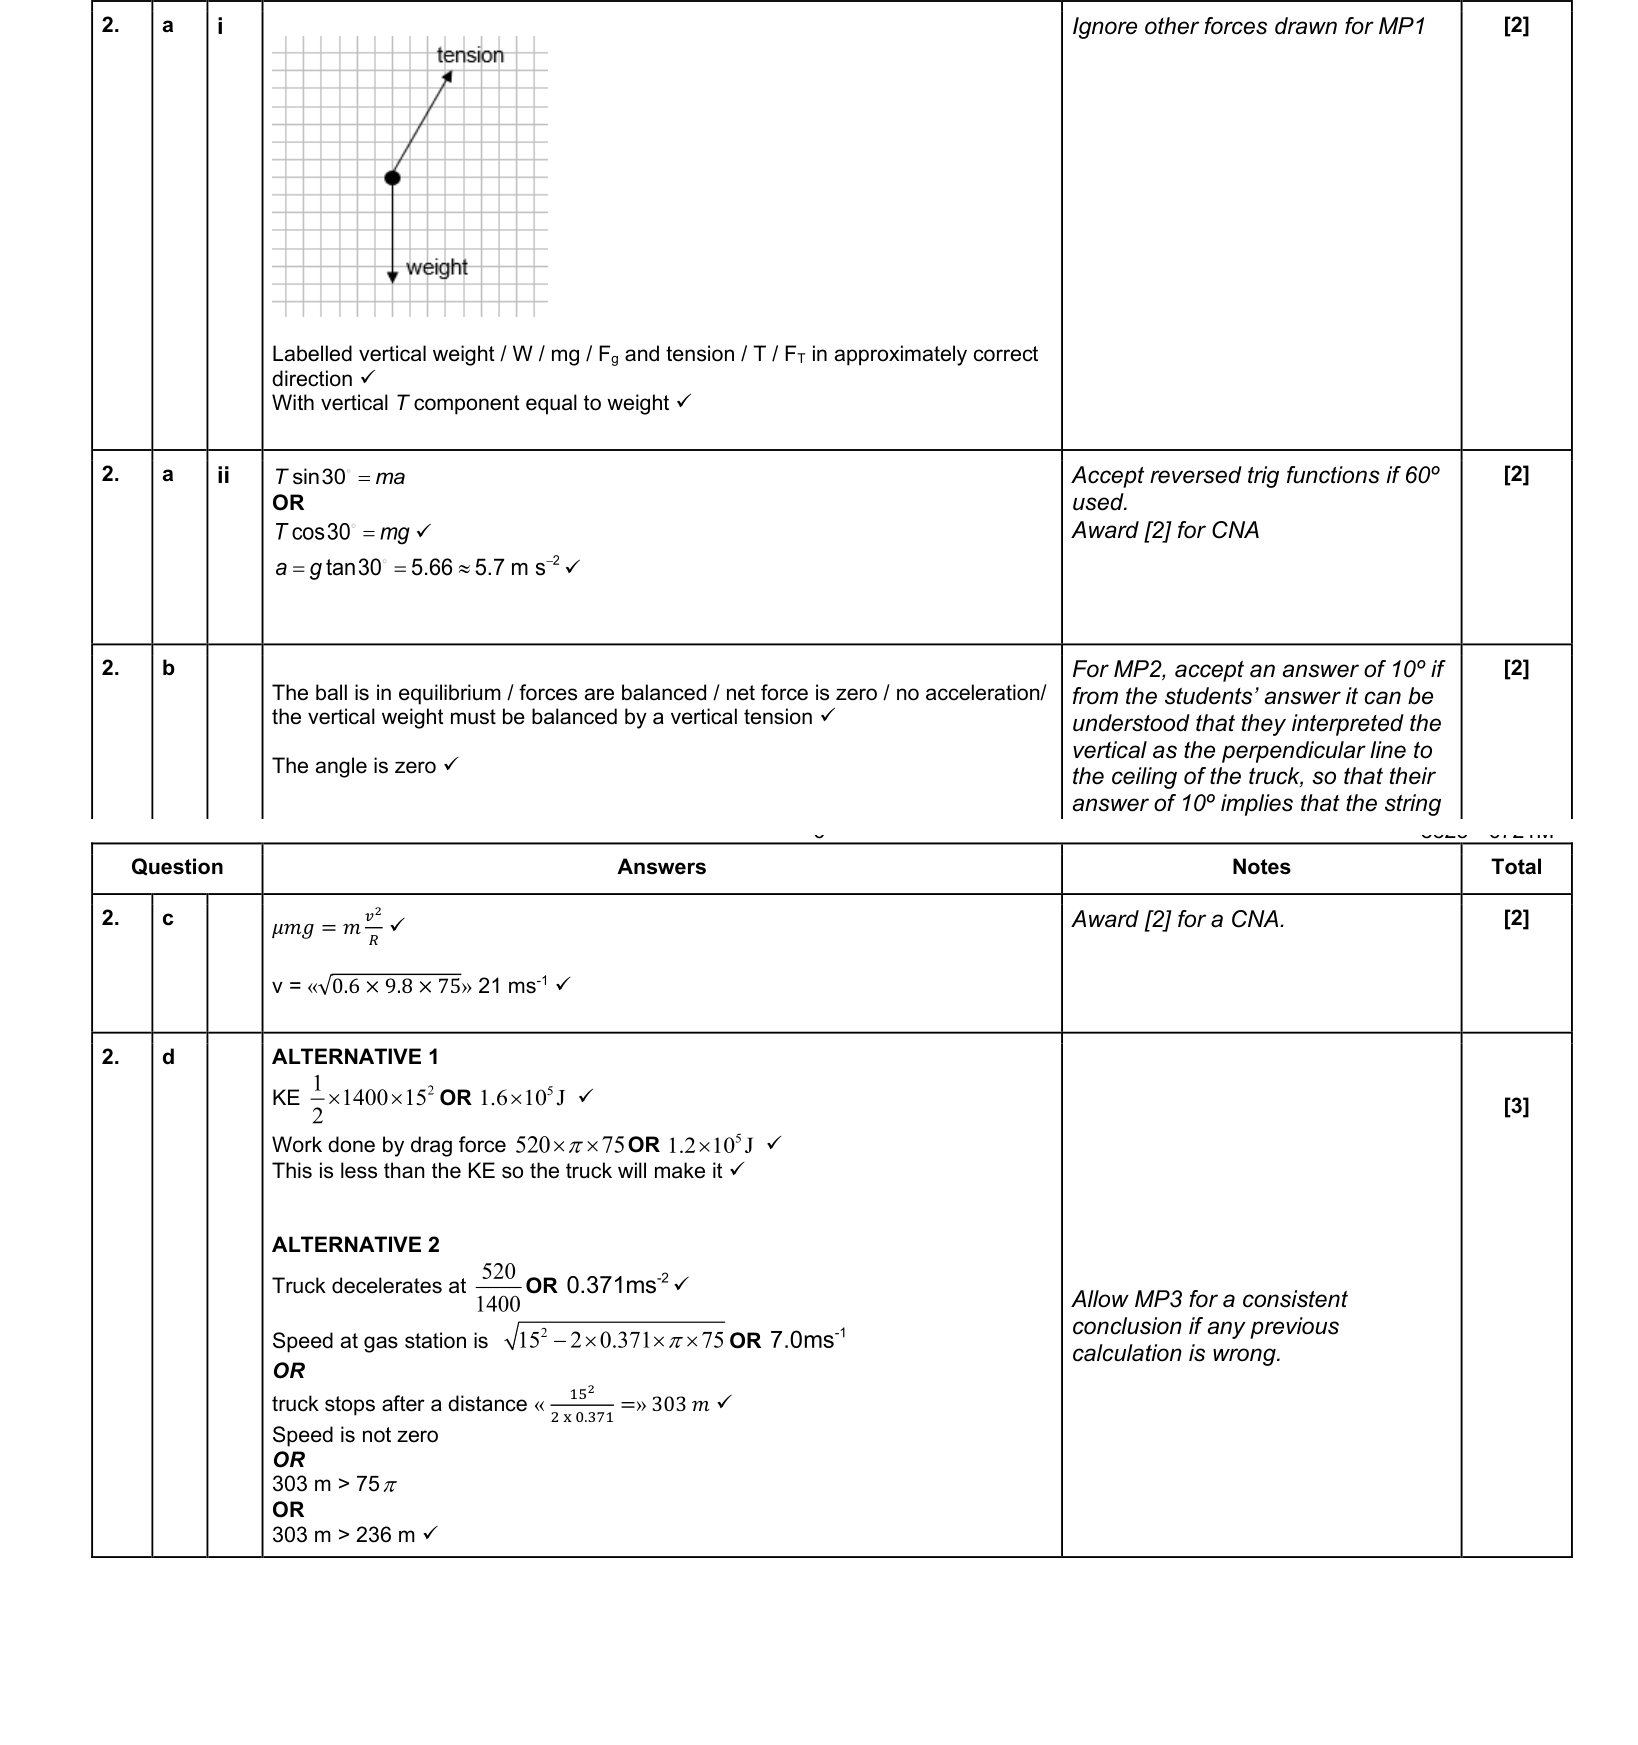 2. a i Ignore other forces drawn for MP1 [2]
tension
weight
Labelled vertical weight / W / mg / Fg and tension / T / FT in approximately correct
direction ✓
With vertical T component equal to weight ✓
2. a ii T sin30° = ma Accept reversed trig functions if 60º [2]
OR used.
T cos30° = mg ✓ Award [2] for CNA
a = g tan30° = 5.66 ≈ 5.7 m s⁻² ✓
2. b For MP2, accept an answer of 10º if [2]
The ball is in equilibrium / forces are balanced / net force is zero / no acceleration/ from the students’ answer it can be
the vertical weight must be balanced by a vertical tension ✓ understood that they interpreted the
vertical as the perpendicular line to
The angle is zero ✓ the ceiling of the truck, so that their
answer of 10º implies that the string
Question Answers Notes Total
2. c μmg = m v²/R ✓ Award [2] for a CNA. [2]
v = «√0.6 × 9.8 × 75» 21 ms-1 ✓
2. d ALTERNATIVE 1
KE 1/2 ×1400×15² OR 1.6×10⁵ J ✓ [3]
Work done by drag force 520×π×75 OR 1.2×10⁵ J ✓
This is less than the KE so the truck will make it ✓
ALTERNATIVE 2
Truck decelerates at 520/1400 OR 0.371ms-2 ✓ Allow MP3 for a consistent
Speed at gas station is √15² − 2×0.371×π×75 OR 7.0ms-1 conclusion if any previous
OR calculation is wrong.
truck stops after a distance « 15²/2 x 0.371 =» 303 m ✓
Speed is not zero
OR
303 m > 75π
OR
303 m > 236 m ✓